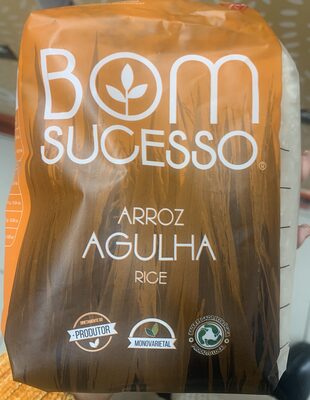 BOM
SUCESSO
®
ARROZ
AGULHA
RICE
PRODUTOR
MONOVARIETAL